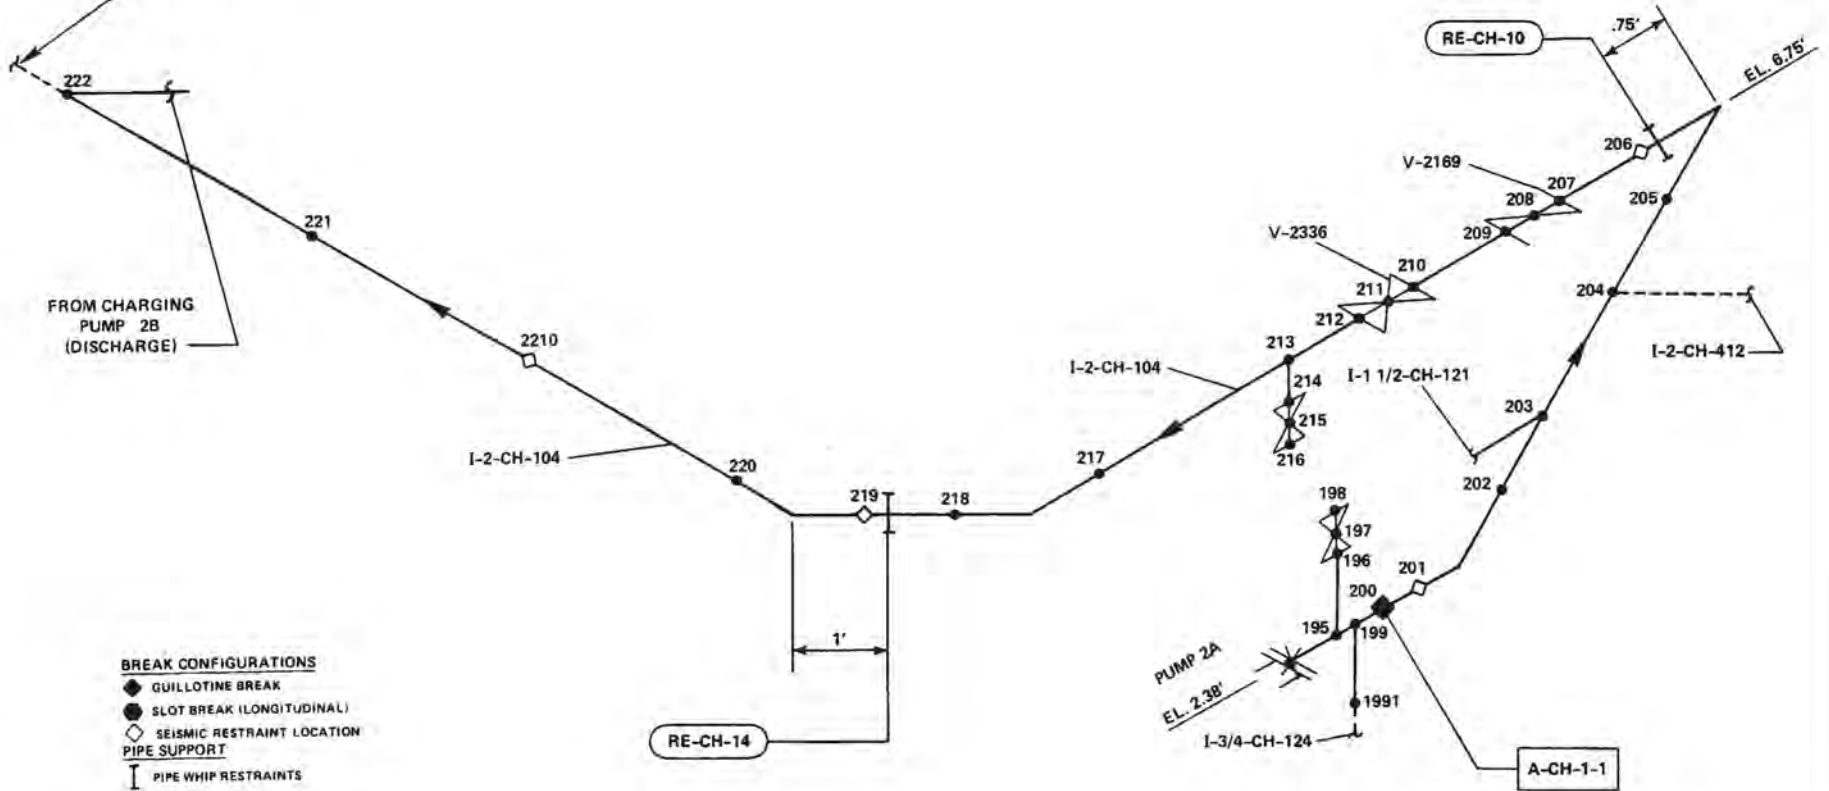 .75'
RE-CH-10
EL. 6.75'
222
206
V-2169
207
208
205
209
221
V-2336
210
211
204
212
FROM CHARGING
PUMP 2B
(DISCHARGE)
2210
213
I-2-CH-104
I-2-CH-412
I-1 1/2-CH-121
214
203
215
216
I-2-CH-104
220
217
219
218
202
198
197
196
201
200
195
199
1'
PUMP 2A
EL. 2.38'
1991
I-3/4-CH-124
RE-CH-14
A-CH-1-1
BREAK CONFIGURATIONS
GUILLOTINE BREAK
SLOT BREAK (LONGITUDINAL)
SEISMIC RESTRAINT LOCATION
PIPE SUPPORT
PIPE WHIP RESTRAINTS